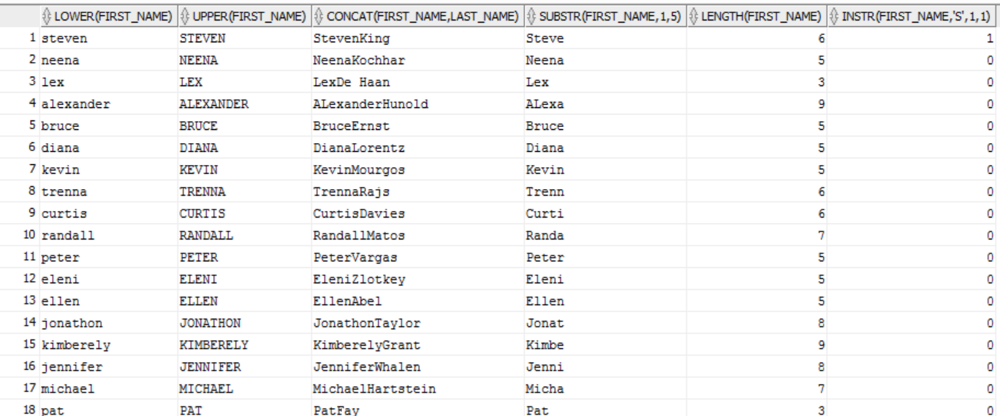 LOWER(FIRST_NAME) UPPER(FIRST_NAME) CONCAT(FIRST_NAME,LAST_NAME) SUBSTR(FIRST_NAME,1,5) LENGTH(FIRST_NAME) INSTR(FIRST_NAME,'S',1,1)
1 steven STEVEN StevenKing Steve 6 1
2 neena NEENA NeenaKochhar Neena 5 0
3 lex LEX LexDe Haan Lex 3 0
4 alexander ALEXANDER ALexanderHunold ALexa 9 0
5 bruce BRUCE BruceErnst Bruce 5 0
6 diana DIANA DianaLorentz Diana 5 0
7 kevin KEVIN KevinMourgos Kevin 5 0
8 trenna TRENNA TrennaRajs Trenn 6 0
9 curtis CURTIS CurtisDavies Curti 6 0
10 randall RANDALL RandallMatos Randa 7 0
11 peter PETER PeterVargas Peter 5 0
12 eleni ELENI EleniZlotkey Eleni 5 0
13 ellen ELLEN EllenAbel Ellen 5 0
14 jonathon JONATHON JonathonTaylor Jonat 8 0
15 kimberely KIMBERELY KimberelyGrant Kimbe 9 0
16 jennifer JENNIFER JenniferWhalen Jenni 8 0
17 michael MICHAEL MichaelHartstein Micha 7 0
18 pat PAT PatFay Pat 3 0